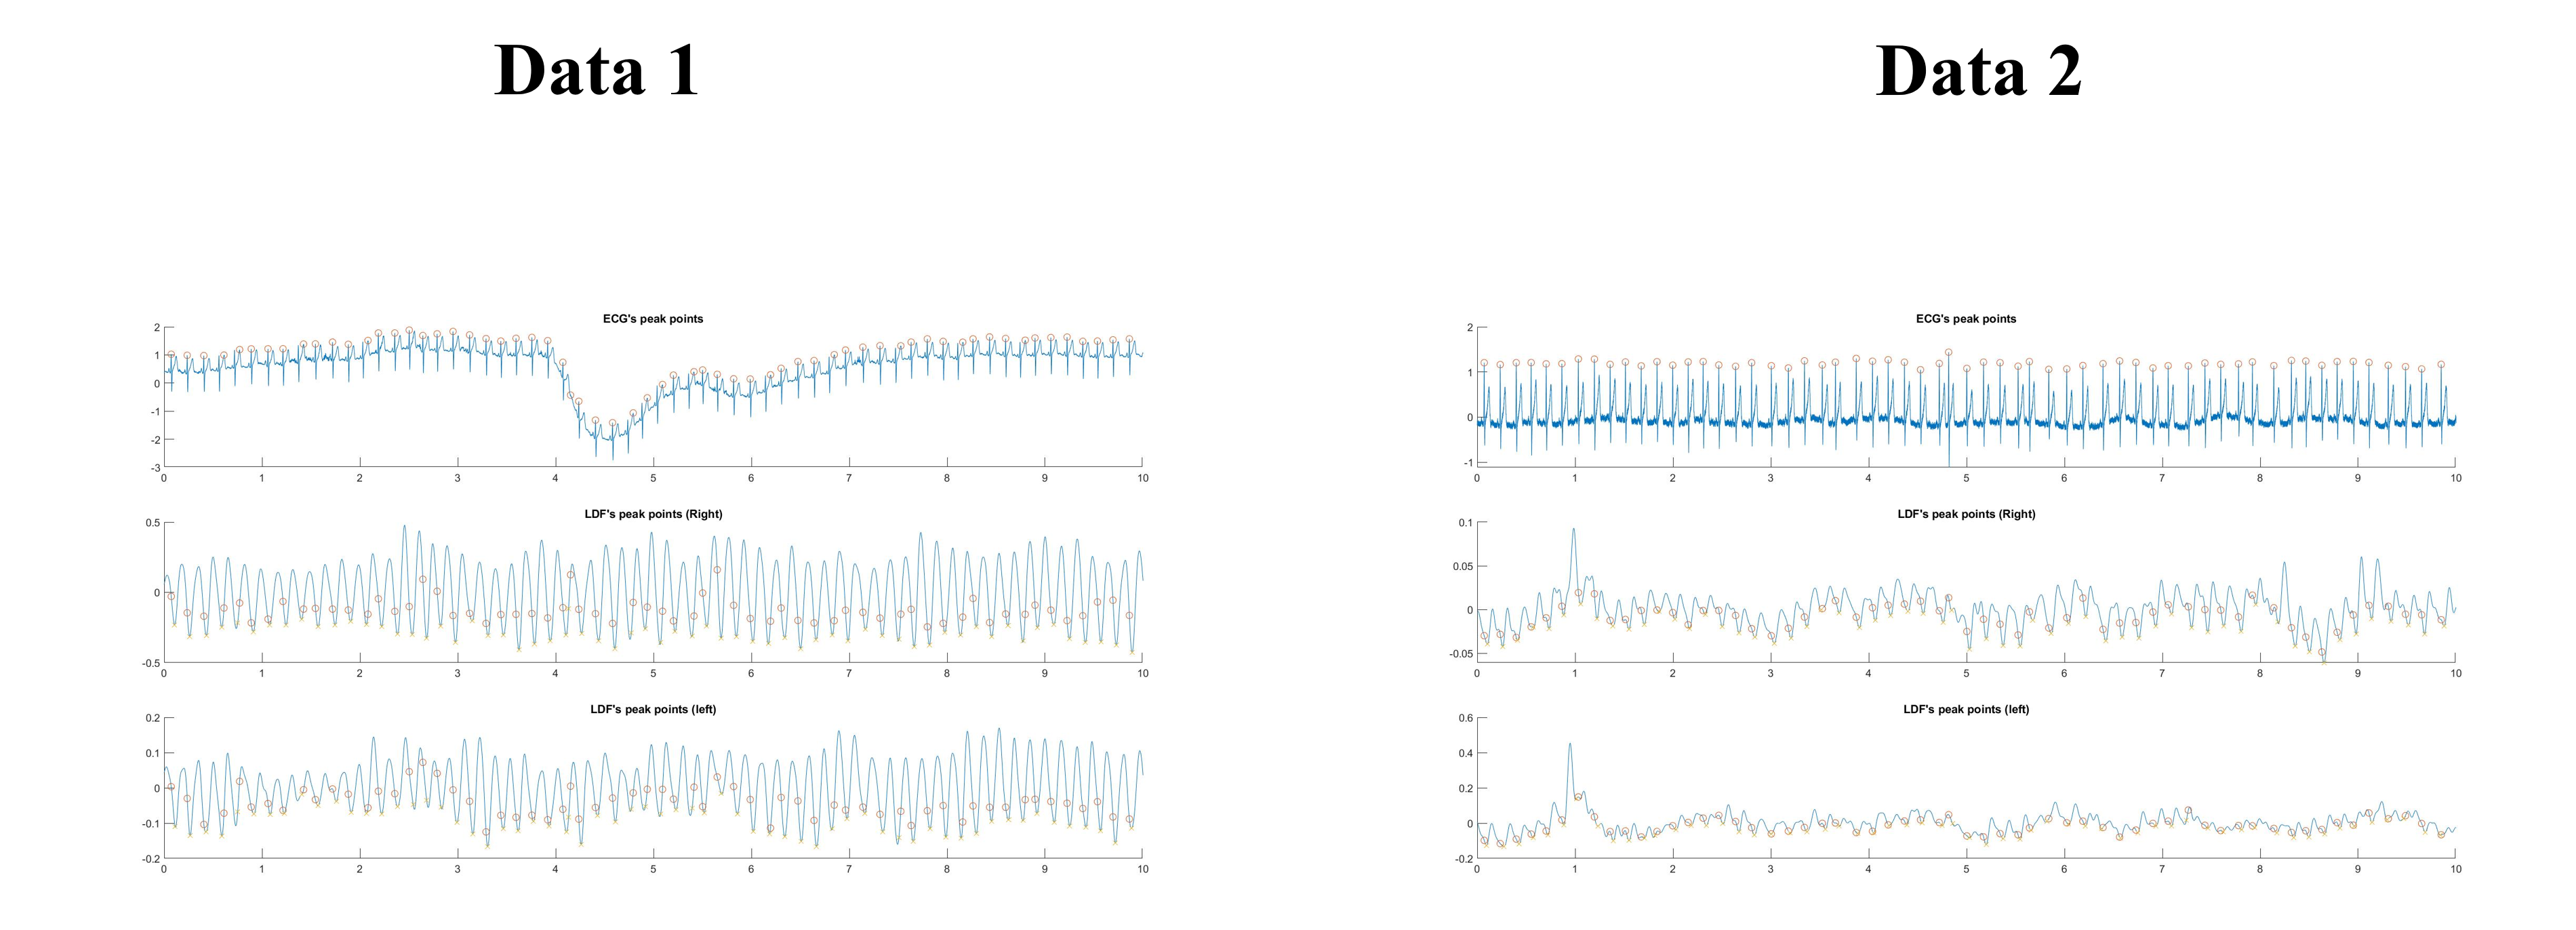 Data 1
Data 2
ECG's peak points
2
1
0
-1
-2
-3
0 1 2 3 4 5 6 7 8 9 10
LDF's peak points (Right)
0.5
0
-0.5
0 1 2 3 4 5 6 7 8 9 10
LDF's peak points (left)
0.2
0.1
0
-0.1
-0.2
0 1 2 3 4 5 6 7 8 9 10
ECG's peak points
2
1
0
-1
0 1 2 3 4 5 6 7 8 9 10
LDF's peak points (Right)
0.1
0.05
0
-0.05
0 1 2 3 4 5 6 7 8 9 10
LDF's peak points (left)
0.6
0.4
0.2
0
-0.2
0 1 2 3 4 5 6 7 8 9 10